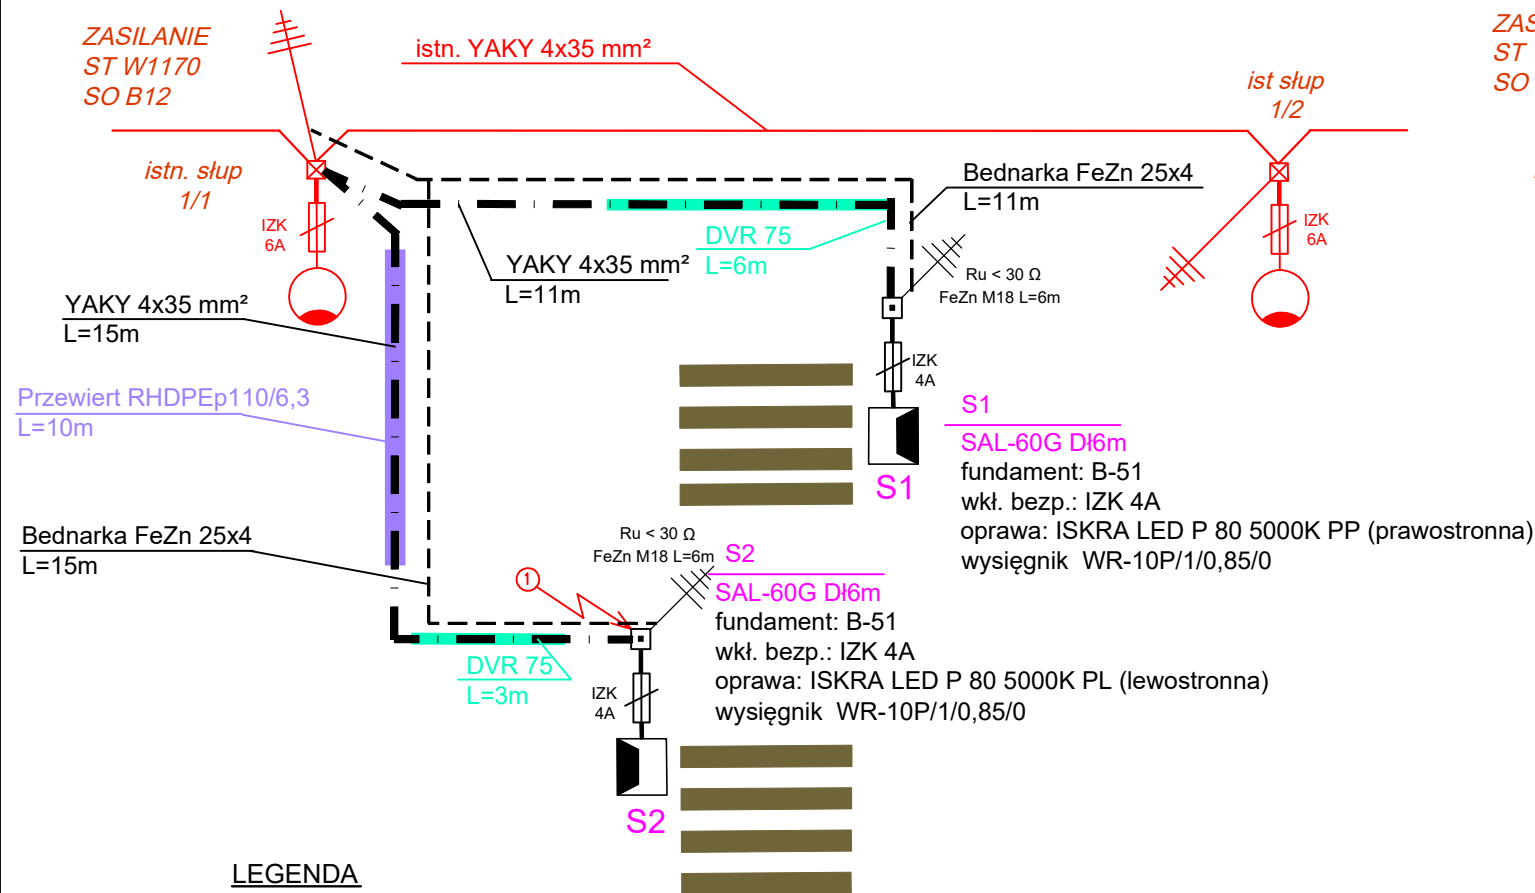 ZASILANIE
ST W1170
SO B12
istn. YAKY 4x35 mm²
ist słup
1/2
ZAS
ST
SO
istn. słup
1/1
IZK
6A
Bednarka FeZn 25x4
L=11m
IZK
6A
DVR 75
L=6m
YAKY 4x35 mm²
L=11m
Ru < 30 Ω
FeZn M18 L=6m
YAKY 4x35 mm²
L=15m
IZK
4A
Przewiert RHDPEp110/6,3
L=10m
S1
SAL-60G Dł6m
fundament: B-51
wkł. bezp.: IZK 4A
oprawa: ISKRA LED P 80 5000K PP (prawostronna)
wysięgnik WR-10P/1/0,85/0
S1
Bednarka FeZn 25x4
L=15m
Ru < 30 Ω
FeZn M18 L=6m
1
S2
SAL-60G Dł6m
fundament: B-51
wkł. bezp.: IZK 4A
oprawa: ISKRA LED P 80 5000K PL (lewostronna)
wysięgnik WR-10P/1/0,85/0
DVR 75
L=3m
IZK
4A
S2
LEGENDA